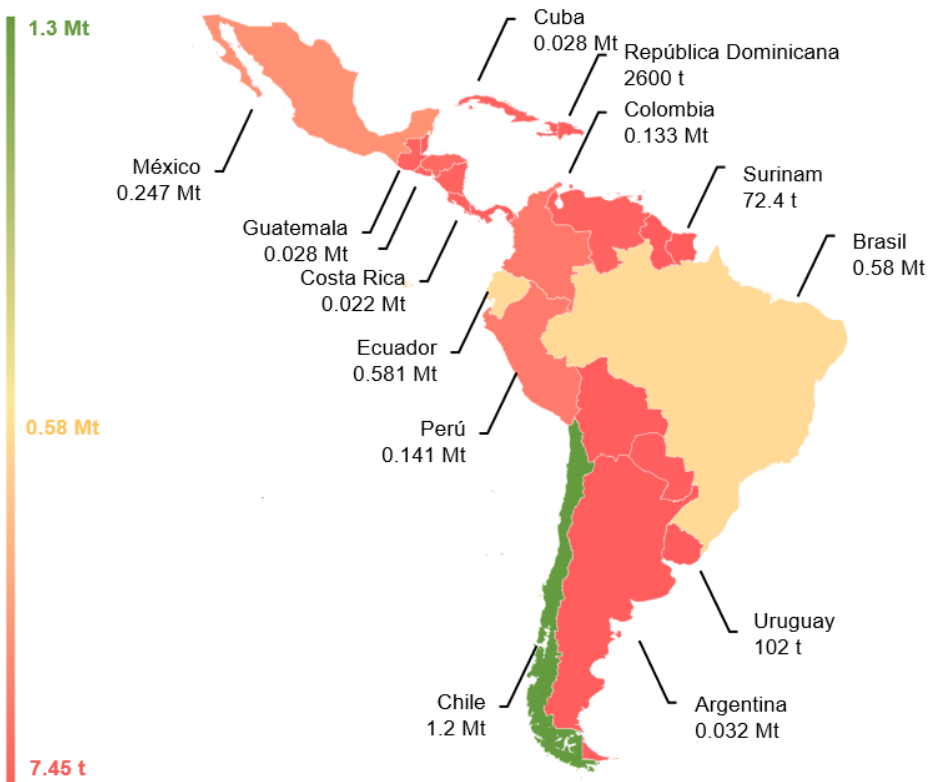 1.3 Mt
0.58 Mt
7.45 t
Cuba
0.028 Mt
República Dominicana
2600 t
Colombia
0.133 Mt
México
0.247 Mt
Surinam
72.4 t
Guatemala
0.028 Mt
Brasil
0.58 Mt
Costa Rica
0.022 Mt
Ecuador
0.581 Mt
Perú
0.141 Mt
Uruguay
102 t
Chile
1.2 Mt
Argentina
0.032 Mt